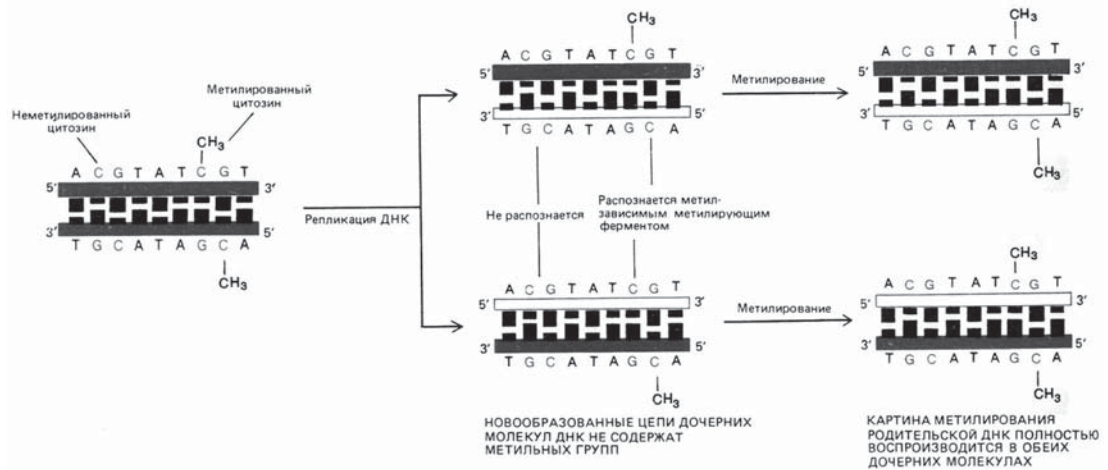 Неметилированный
цитозин
Метилированный
цитозин
CH₃
A C G T A T C G T
5′ 3′
3′ 5′
T G C A T A G C A
CH₃
Репликация ДНК
CH₃
A C G T A T C G T
5′ 3′
3′ 5′
T G C A T A G C A
Метилирование
CH₃
A C G T A T C G T
5′ 3′
3′ 5′
T G C A T A G C A
CH₃
Не распознается
Распознается метил-
зависимым метилирующим
ферментом
A C G T A T C G T
5′ 3′
3′ 5′
T G C A T A G C A
CH₃
Метилирование
CH₃
A C G T A T C G T
5′ 3′
3′ 5′
T G C A T A G C A
CH₃
НОВООБРАЗОВАННЫЕ ЦЕПИ ДОЧЕРНИХ
МОЛЕКУЛ ДНК НЕ СОДЕРЖАТ
МЕТИЛЬНЫХ ГРУПП
КАРТИНА МЕТИЛИРОВАНИЯ
РОДИТЕЛЬСКОЙ ДНК ПОЛНОСТЬЮ
ВОСПРОИЗВОДИТСЯ В ОБЕИХ
ДОЧЕРНИХ МОЛЕКУЛАХ